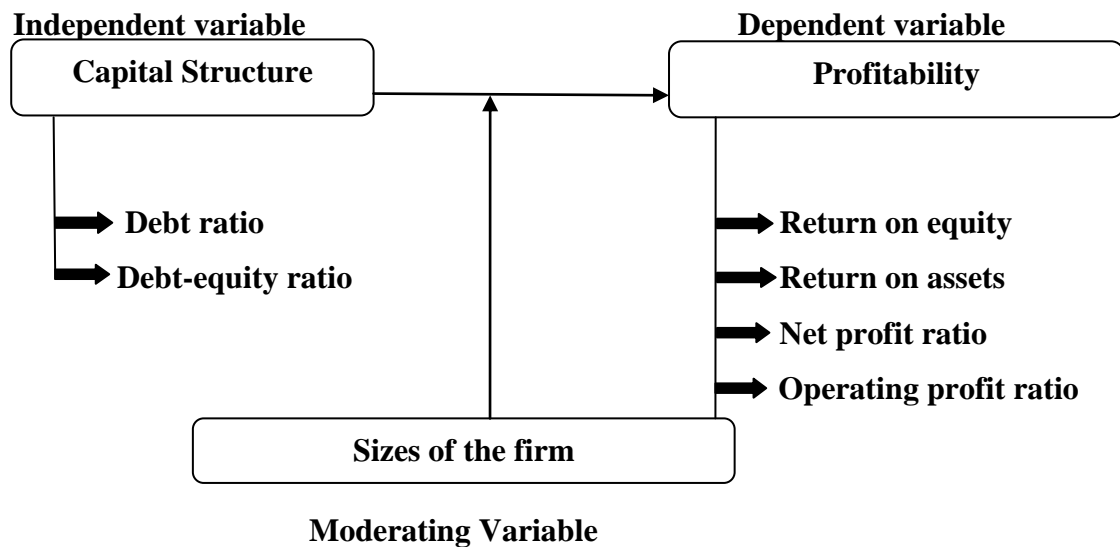 Independent variable
Dependent variable
Capital Structure
Profitability
Debt ratio
Debt-equity ratio
Return on equity
Return on assets
Net profit ratio
Operating profit ratio
Sizes of the firm
Moderating Variable